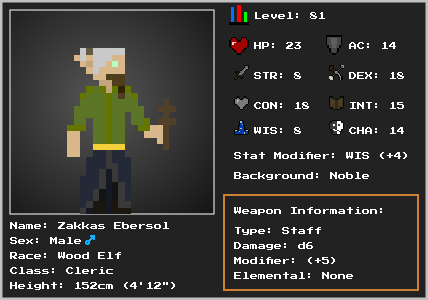 Level: 81
HP: 23 AC: 14
STR: 8 DEX: 18
CON: 18 INT: 15
WIS: 8 CHA: 14
Stat Modifier: WIS (+4)
Background: Noble
Weapon Information:
Type: Staff
Damage: d6
Modifier: (+5)
Elemental: None
Name: Zakkas Ebersol
Sex: Male♂
Race: Wood Elf
Class: Cleric
Height: 152cm (4'12")